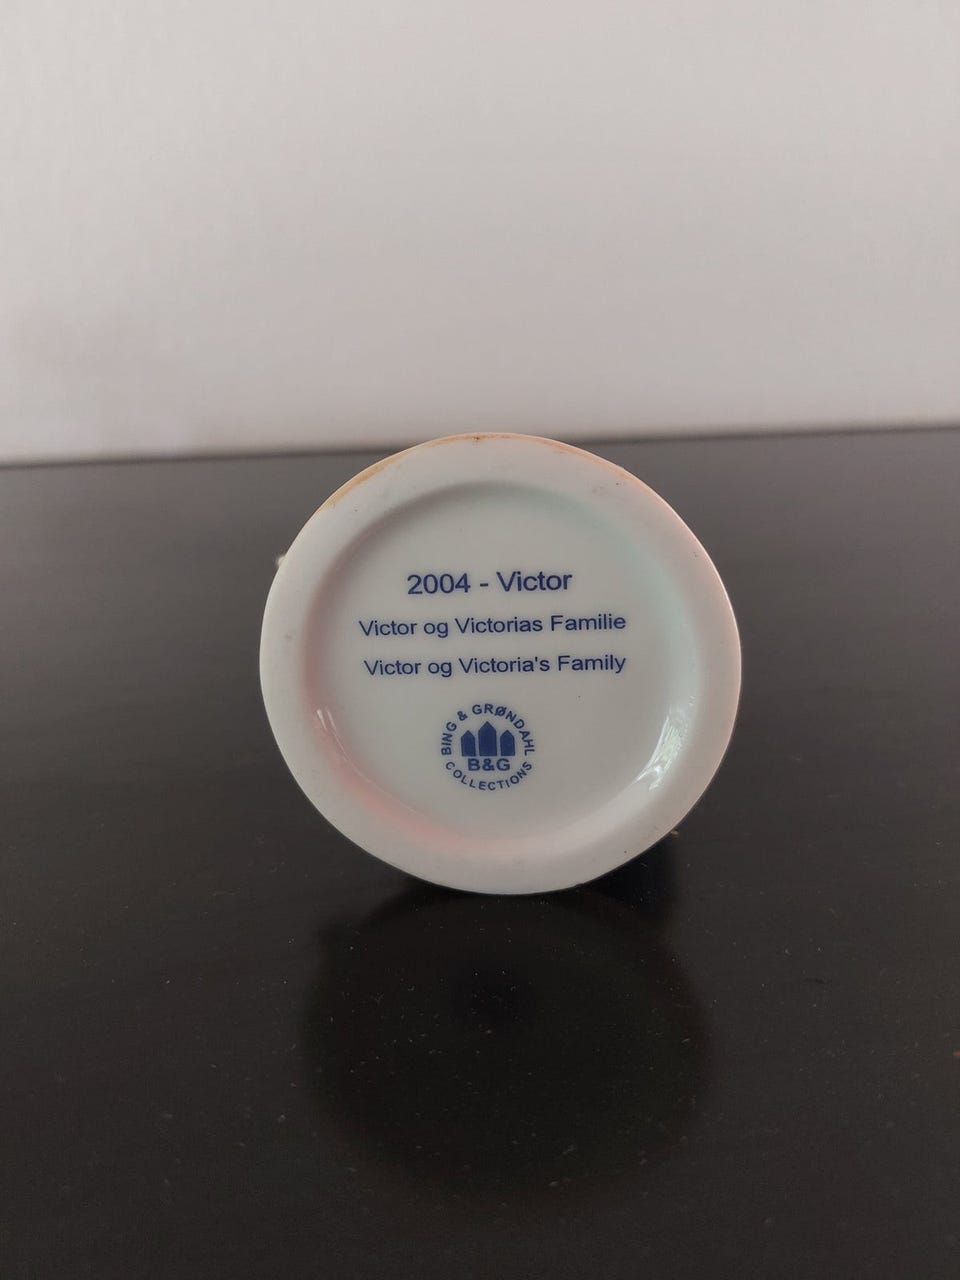 2004 - Victor
Victor og Victorias Familie
Victor og Victoria's Family
BING & GRØNDAHL
B&G
COLLECTIONS